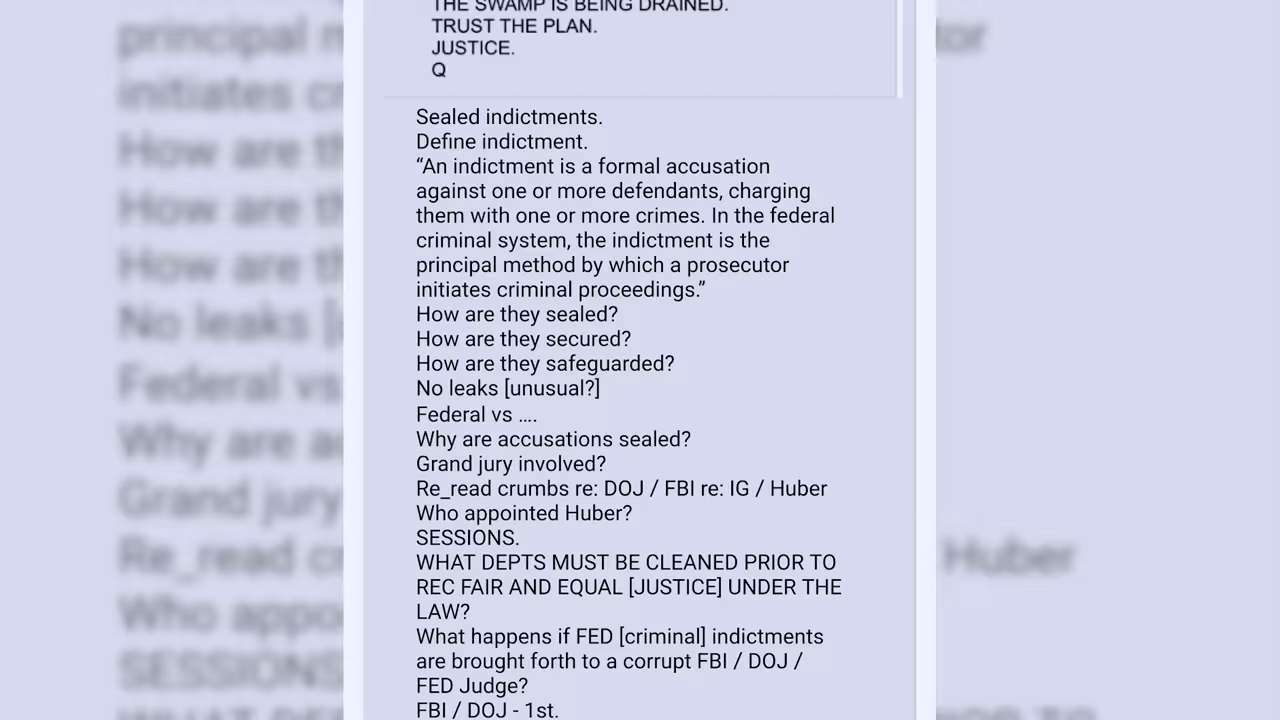 THE SWAMP IS BEING DRAINED.
TRUST THE PLAN.
JUSTICE.
Q
Sealed indictments.
Define indictment.
“An indictment is a formal accusation
against one or more defendants, charging
them with one or more crimes. In the federal
criminal system, the indictment is the
principal method by which a prosecutor
initiates criminal proceedings.”
How are they sealed?
How are they secured?
How are they safeguarded?
No leaks [unusual?]
Federal vs ....
Why are accusations sealed?
Grand jury involved?
Re_read crumbs re: DOJ / FBI re: IG / Huber
Who appointed Huber?
SESSIONS.
WHAT DEPTS MUST BE CLEANED PRIOR TO
REC FAIR AND EQUAL [JUSTICE] UNDER THE
LAW?
What happens if FED [criminal] indictments
are brought forth to a corrupt FBI / DOJ /
FED Judge?
FBI / DOJ - 1st.